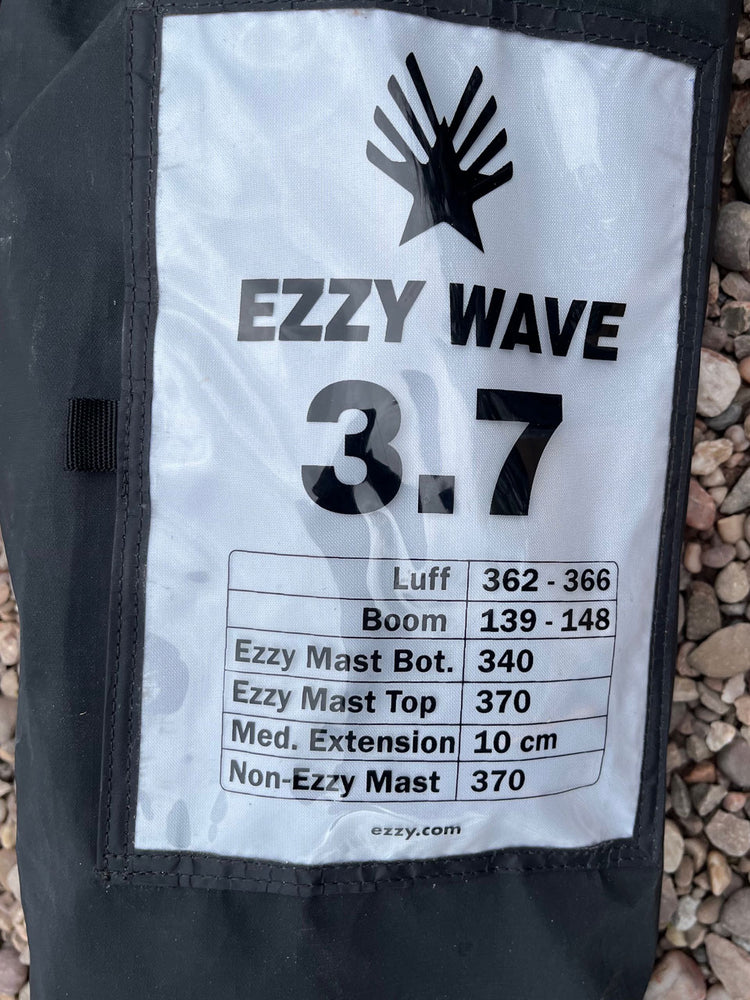 EZZY WAVE
3.7
Luff 362 - 366
Boom 139 - 148
Ezzy Mast Bot. 340
Ezzy Mast Top 370
Med. Extension 10 cm
Non-Ezzy Mast 370
ezzy.com